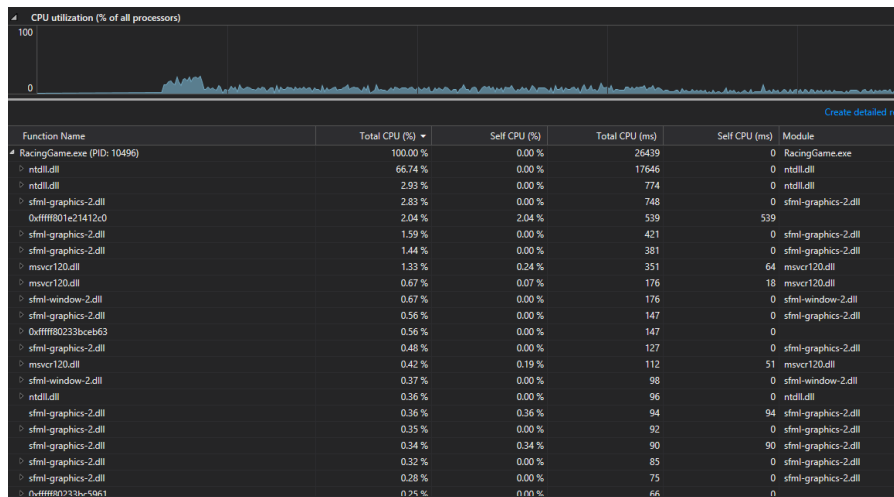 CPU utilization (% of all processors)
100
0
Create detailed re
Function Name Total CPU (%) Self CPU (%) Total CPU (ms) Self CPU (ms) Module
RacingGame.exe (PID: 10496) 100.00 % 0.00 % 26439 0 RacingGame.exe
ntdll.dll 66.74 % 0.00 % 17646 0 ntdll.dll
ntdll.dll 2.93 % 0.00 % 774 0 ntdll.dll
sfml-graphics-2.dll 2.83 % 0.00 % 748 0 sfml-graphics-2.dll
0xfffff801e21412c0 2.04 % 2.04 % 539 539
sfml-graphics-2.dll 1.59 % 0.00 % 421 0 sfml-graphics-2.dll
sfml-graphics-2.dll 1.44 % 0.00 % 381 0 sfml-graphics-2.dll
msvcr120.dll 1.33 % 0.24 % 351 64 msvcr120.dll
msvcr120.dll 0.67 % 0.07 % 176 18 msvcr120.dll
sfml-window-2.dll 0.67 % 0.00 % 176 0 sfml-window-2.dll
sfml-graphics-2.dll 0.56 % 0.00 % 147 0 sfml-graphics-2.dll
0xfffff80233bceb63 0.56 % 0.00 % 147 0
sfml-graphics-2.dll 0.48 % 0.00 % 127 0 sfml-graphics-2.dll
msvcr120.dll 0.42 % 0.19 % 112 51 msvcr120.dll
sfml-window-2.dll 0.37 % 0.00 % 98 0 sfml-window-2.dll
ntdll.dll 0.36 % 0.00 % 96 0 ntdll.dll
sfml-graphics-2.dll 0.36 % 0.36 % 94 94 sfml-graphics-2.dll
sfml-graphics-2.dll 0.35 % 0.00 % 92 0 sfml-graphics-2.dll
sfml-graphics-2.dll 0.34 % 0.34 % 90 90 sfml-graphics-2.dll
sfml-graphics-2.dll 0.32 % 0.00 % 85 0 sfml-graphics-2.dll
sfml-graphics-2.dll 0.28 % 0.00 % 75 0 sfml-graphics-2.dll
0xfffff80233bc5961 0.25 % 0.00 % 66 0